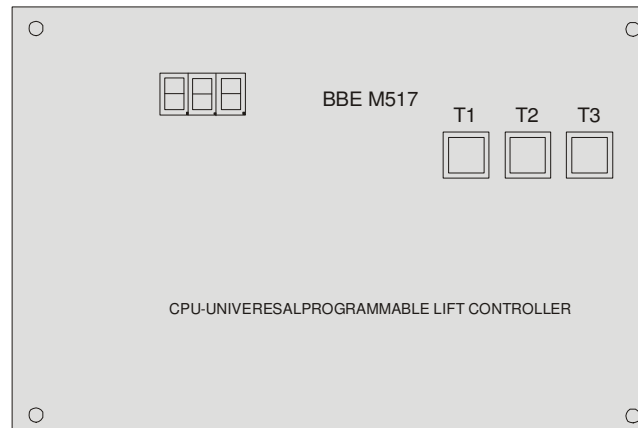 BBE M517
T1 T2 T3
CPU-UNIVERESALPROGRAMMABLE LIFT CONTROLLER